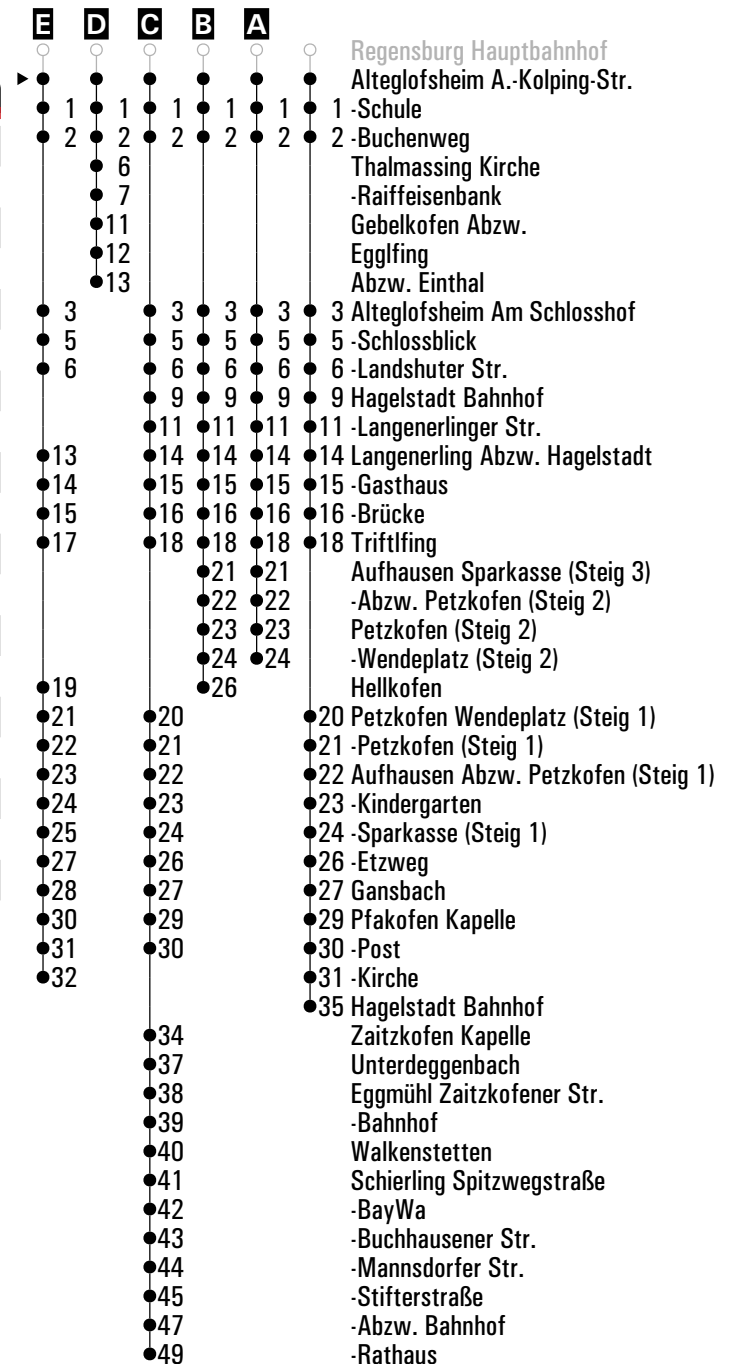 E D C B A
Regensburg Hauptbahnhof
Alteglofsheim A.-Kolping-Str.
1 1 1 1 1 1 -Schule
2 2 2 2 2 2 -Buchenweg
6 Thalmassing Kirche
7 -Raiffeisenbank
11 Gebelkofen Abzw.
12 Egglfing
13 Abzw. Einthal
3 3 3 3 3 Alteglofsheim Am Schlosshof
5 5 5 5 5 -Schlossblick
6 6 6 6 6 -Landshuter Str.
9 9 9 9 Hagelstadt Bahnhof
11 11 11 11 -Langenerlinger Str.
13 14 14 14 14 Langenerling Abzw. Hagelstadt
14 15 15 15 15 -Gasthaus
15 16 16 16 16 -Brücke
17 18 18 18 18 Triftlfing
21 21 Aufhausen Sparkasse (Steig 3)
22 22 -Abzw. Petzkofen (Steig 2)
23 23 Petzkofen (Steig 2)
24 24 -Wendeplatz (Steig 2)
19 26 Hellkofen
21 20 20 Petzkofen Wendeplatz (Steig 1)
22 21 21 -Petzkofen (Steig 1)
23 22 22 Aufhausen Abzw. Petzkofen (Steig 1)
24 23 23 -Kindergarten
25 24 24 -Sparkasse (Steig 1)
27 26 26 -Etzweg
28 27 27 Gansbach
30 29 29 Pfakofen Kapelle
31 30 30 -Post
32 31 -Kirche
35 Hagelstadt Bahnhof
34 Zaitzkofen Kapelle
37 Unterdeggenbach
38 Eggmühl Zaitzkofener Str.
39 -Bahnhof
40 Walkenstetten
41 Schierling Spitzwegstraße
42 -BayWa
43 -Buchhausener Str.
44 -Mannsdorfer Str.
45 -Stifterstraße
47 -Abzw. Bahnhof
49 -Rathaus